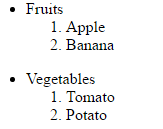 • Fruits
1. Apple
2. Banana
• Vegetables
1. Tomato
2. Potato